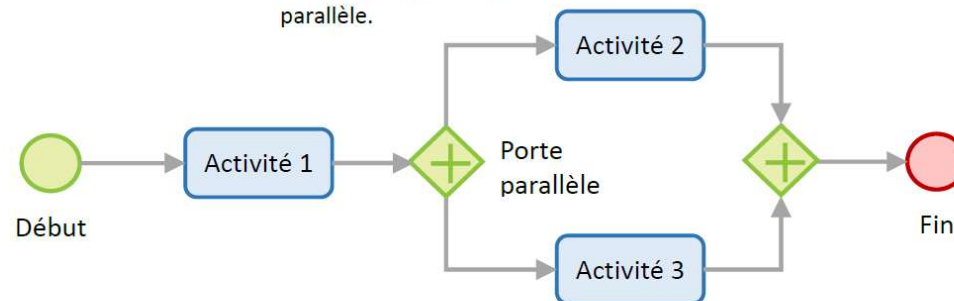 parallèle.
Activité 2
Activité 1
Porte
parallèle
Début
Fin
Activité 3